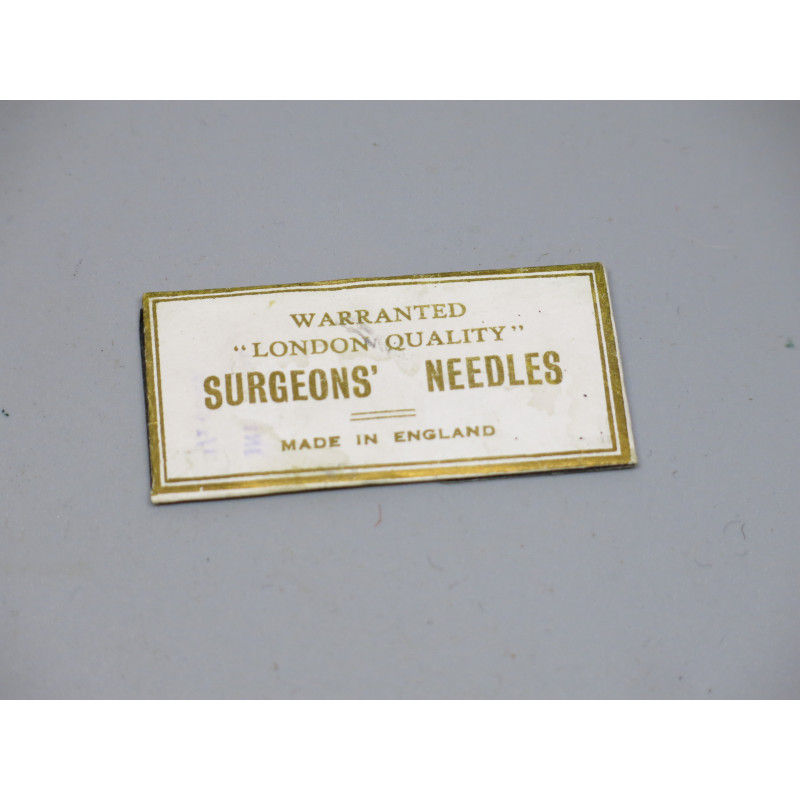 WARRANTED
"LONDON QUALITY"
SURGEONS' NEEDLES
MADE IN ENGLAND